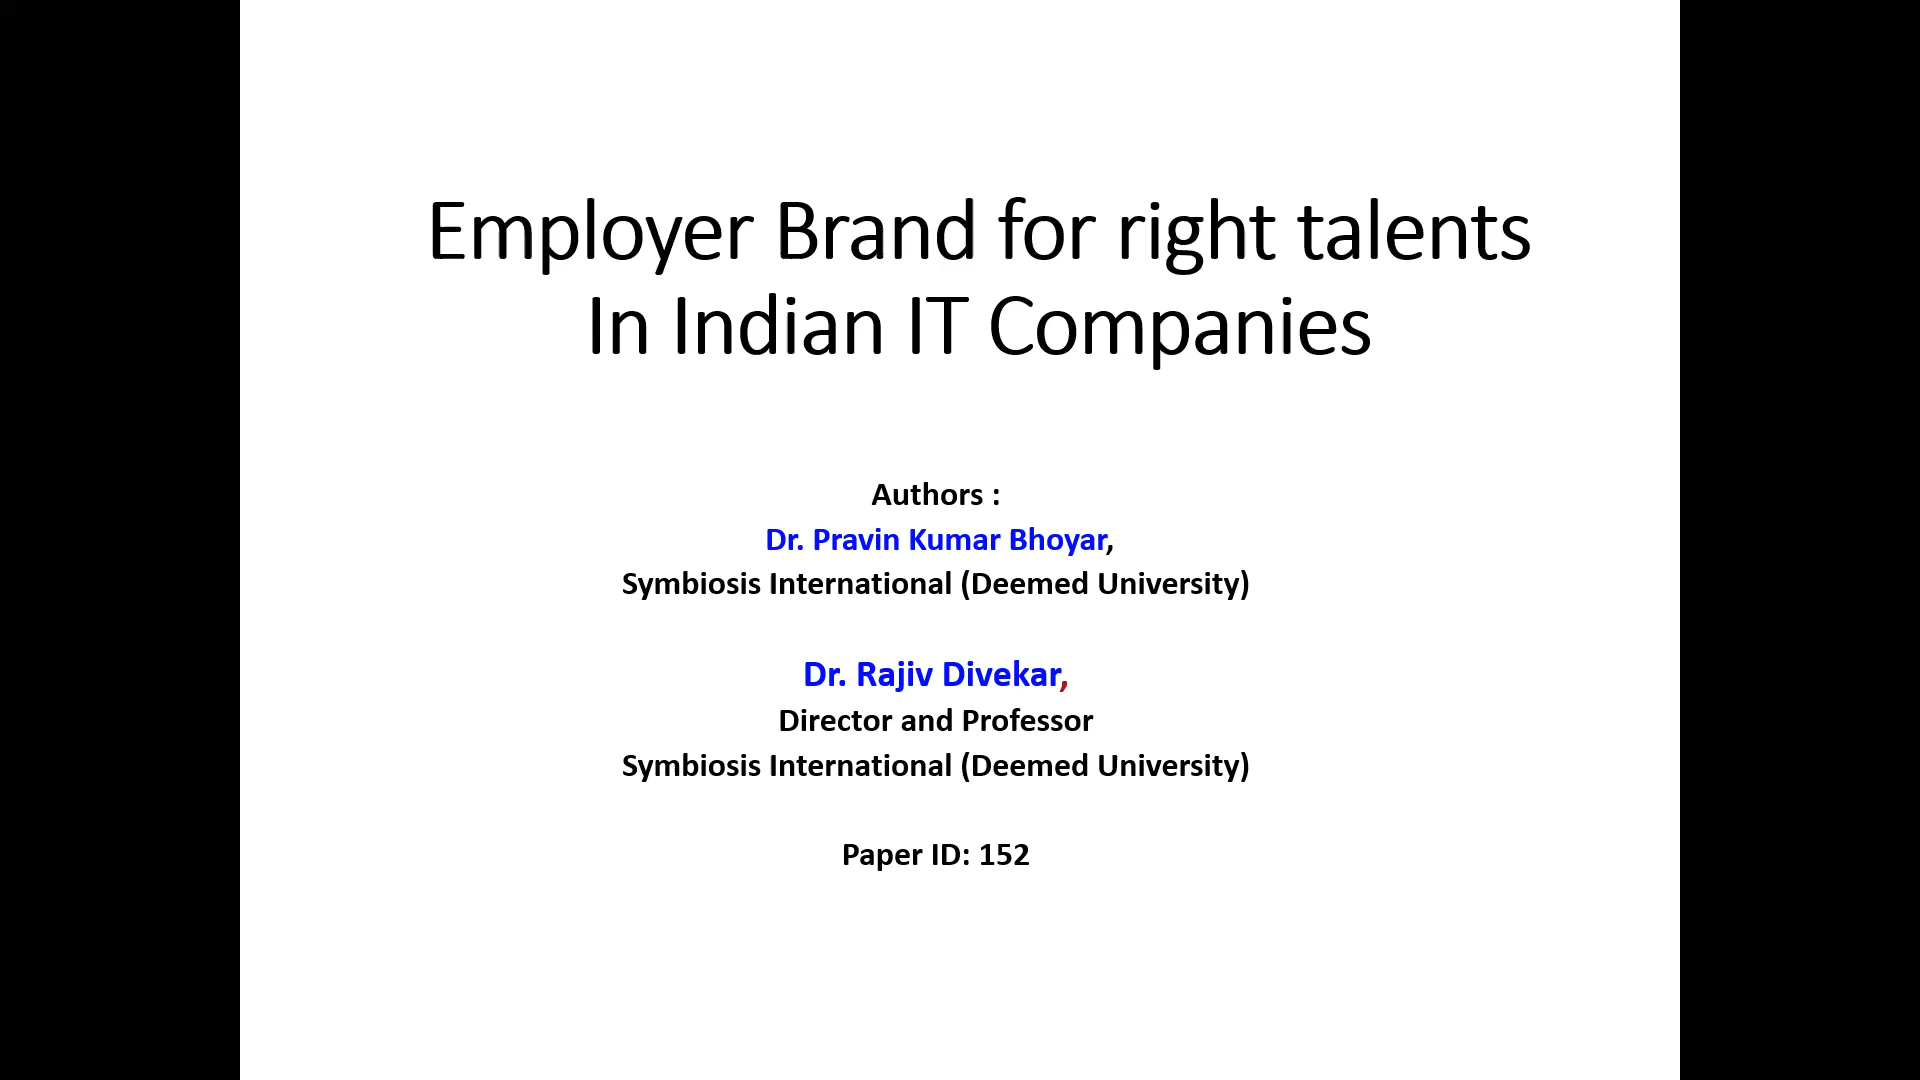 Employer Brand for right talents
In Indian IT Companies
Authors :
Dr. Pravin Kumar Bhoyar,
Symbiosis International (Deemed University)
Dr. Rajiv Divekar,
Director and Professor
Symbiosis International (Deemed University)
Paper ID: 152